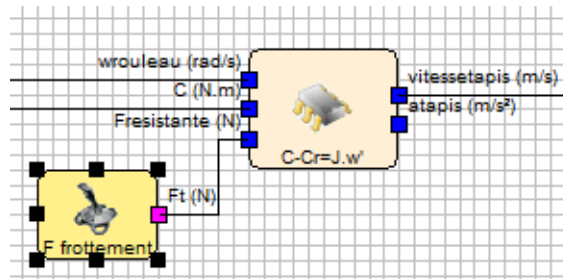 wrouleau (rad/s)
C (N.m)
Fresistante (N)
vitessetapis (m/s)
atapis (m/s²)
C-Cr=J.w'
Ft (N)
F frottement